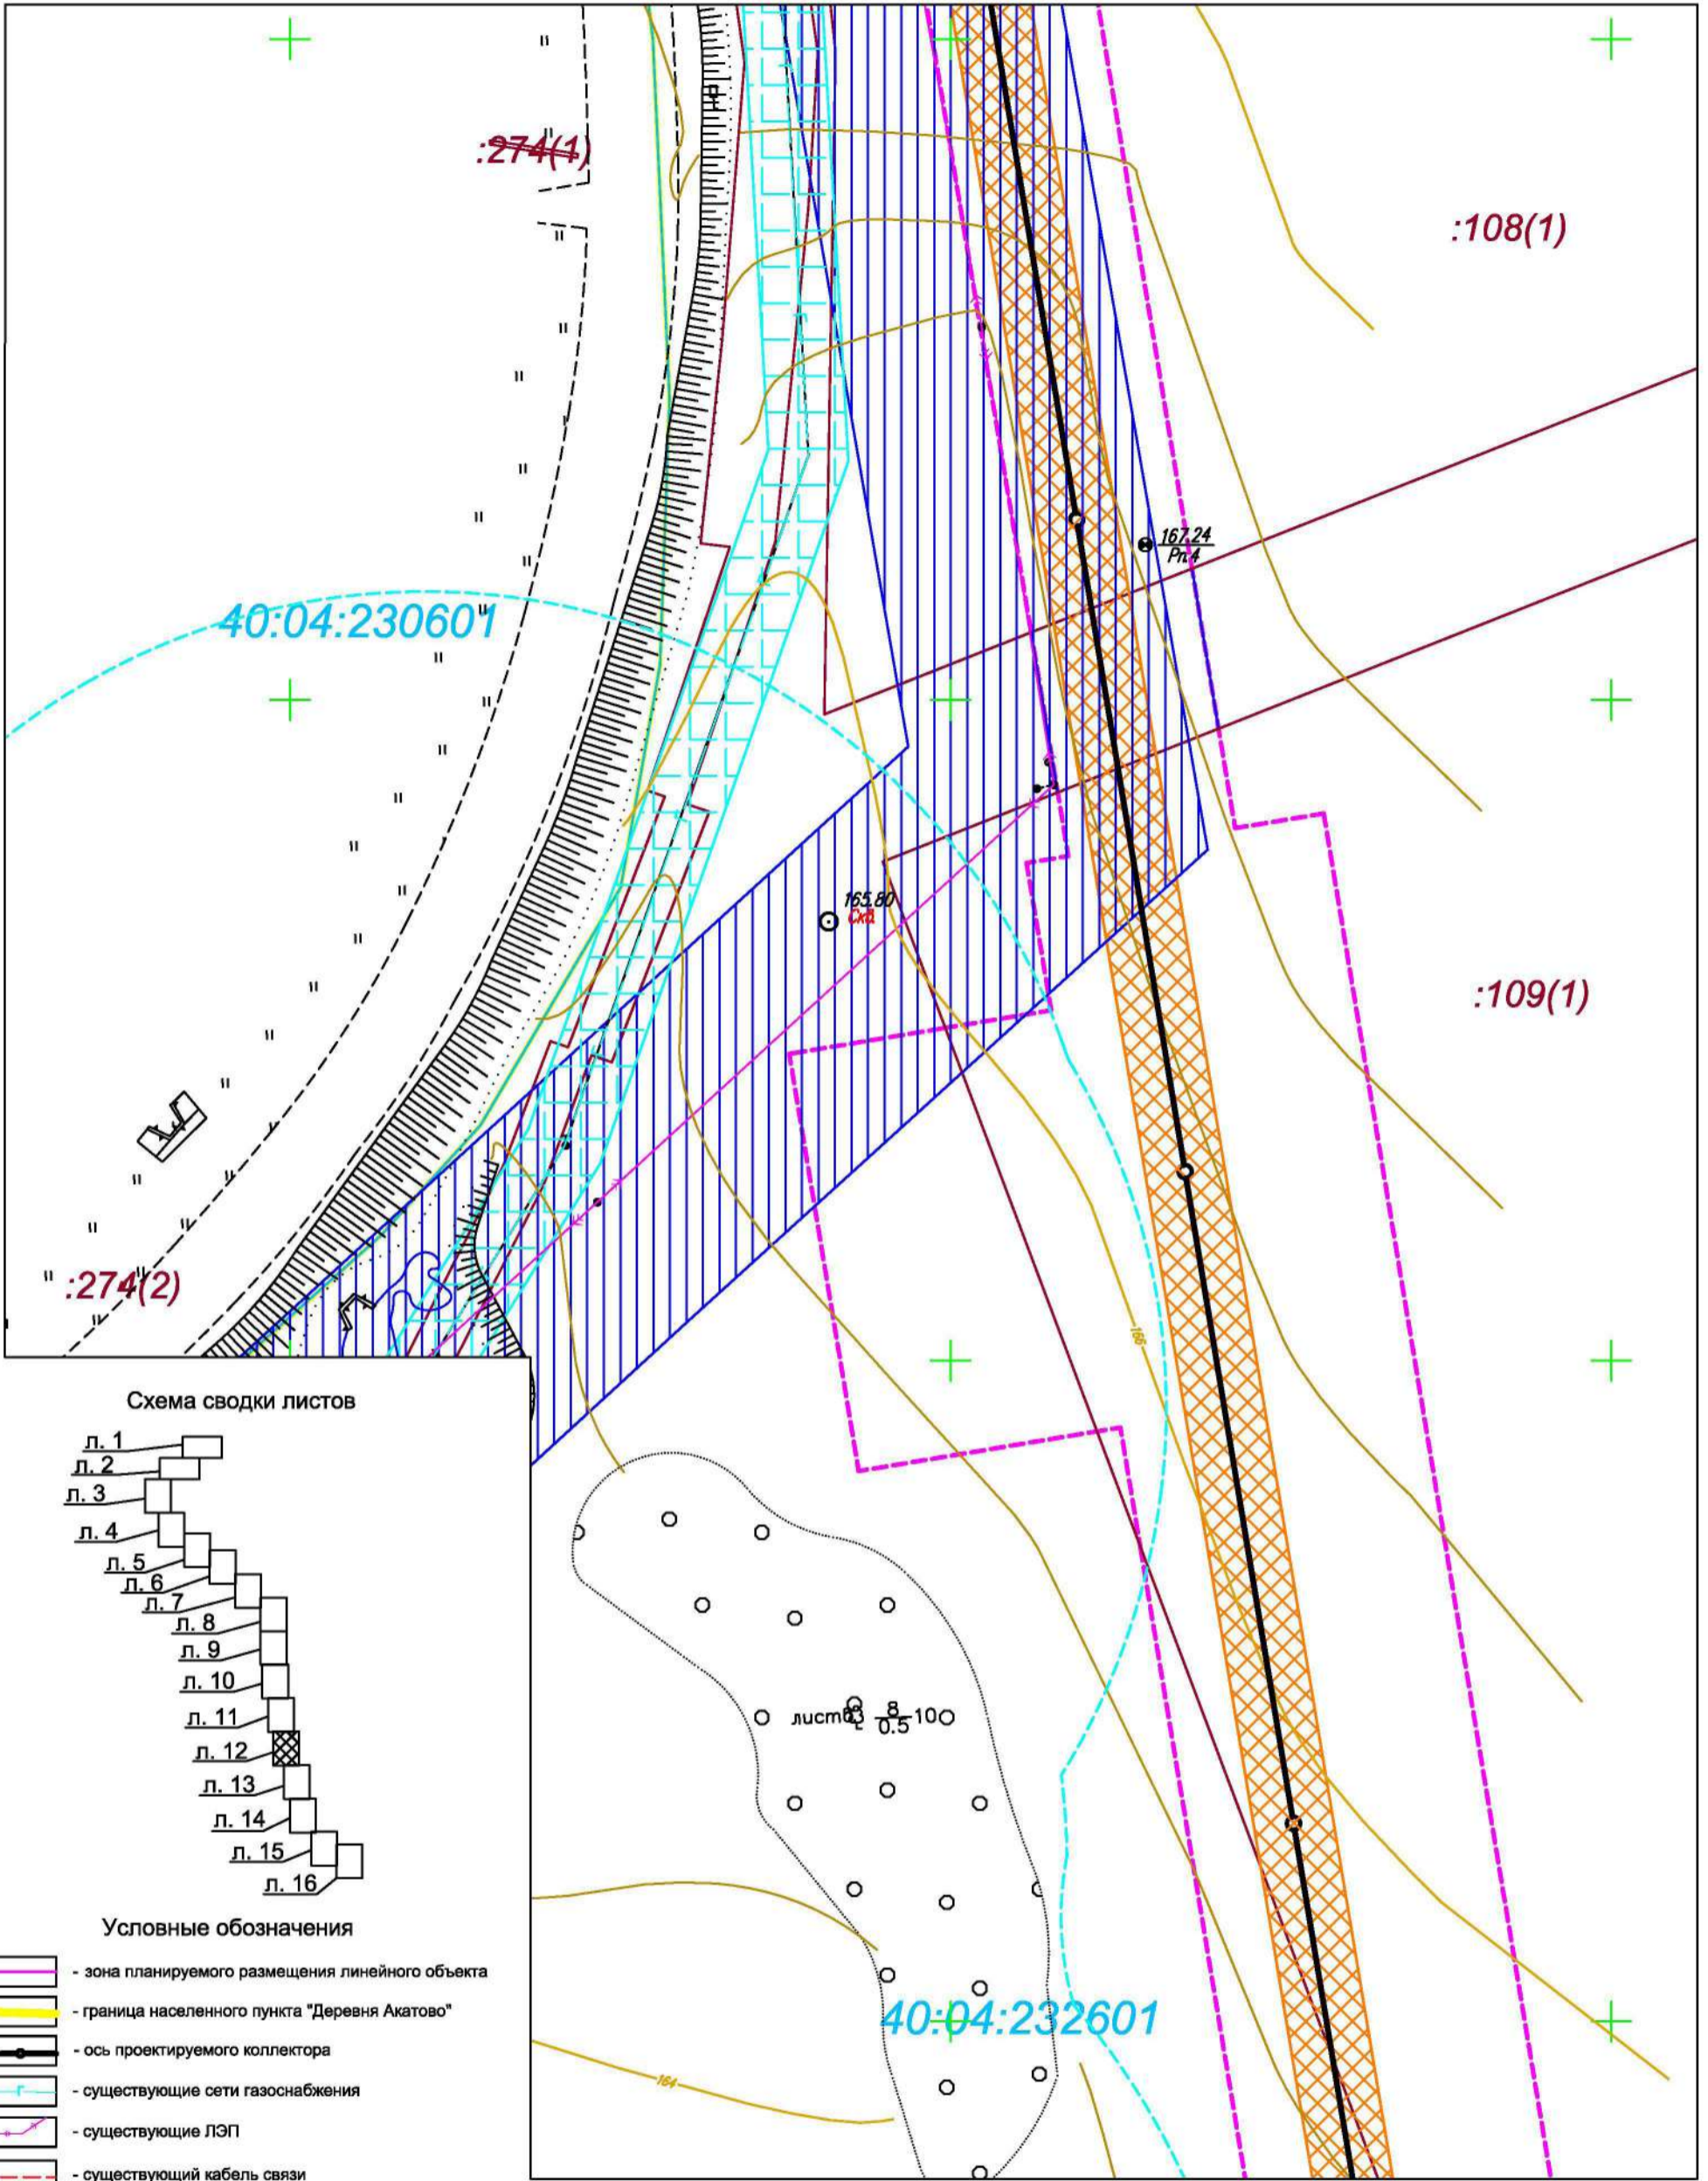 :274(1)
:108(1)
167.24
Рп.4
40:04:230601
165.80
Скв.
:109(1)
:274(2)
166
Схема сводки листов
л. 1
л. 2
л. 3
л. 4
л. 5
л. 6
л. 7
л. 8
л. 9
л. 10
л. 11
л. 12
л. 13
л. 14
л. 15
л. 16
8
0.5
10
40:04:232601
164
Условные обозначения
- зона планируемого размещения линейного объекта
- граница населенного пункта "Деревня Акатово"
- ось проектируемого коллектора
- существующие сети газоснабжения
- существующие ЛЭП
- существующий кабель связи